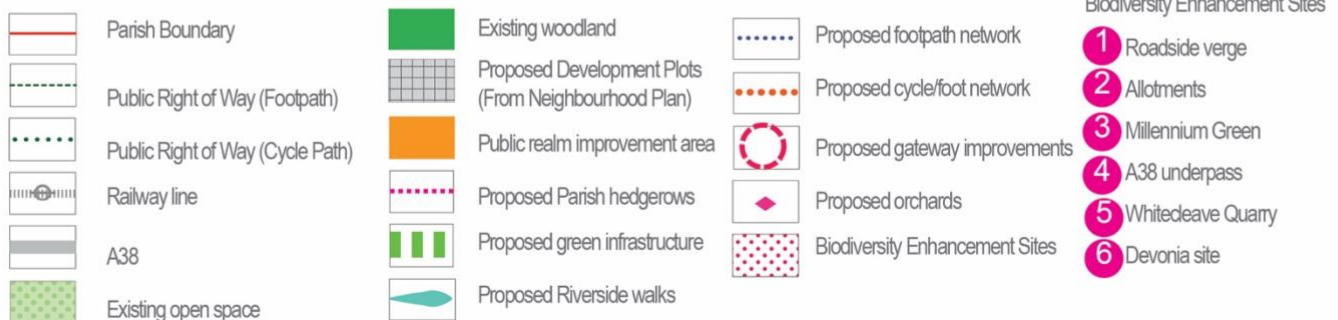 Parish Boundary
Public Right of Way (Footpath)
Public Right of Way (Cycle Path)
Railway line
A38
Existing open space
Existing woodland
Proposed Development Plots
(From Neighbourhood Plan)
Public realm improvement area
Proposed Parish hedgerows
Proposed green infrastructure
Proposed Riverside walks
Proposed footpath network
Proposed cycle/foot network
Proposed gateway improvements
Proposed orchards
Biodiversity Enhancement Sites
Biodiversity Enhancement Sites
1 Roadside verge
2 Allotments
3 Millennium Green
4 A38 underpass
5 Whitecleave Quarry
6 Devonia site